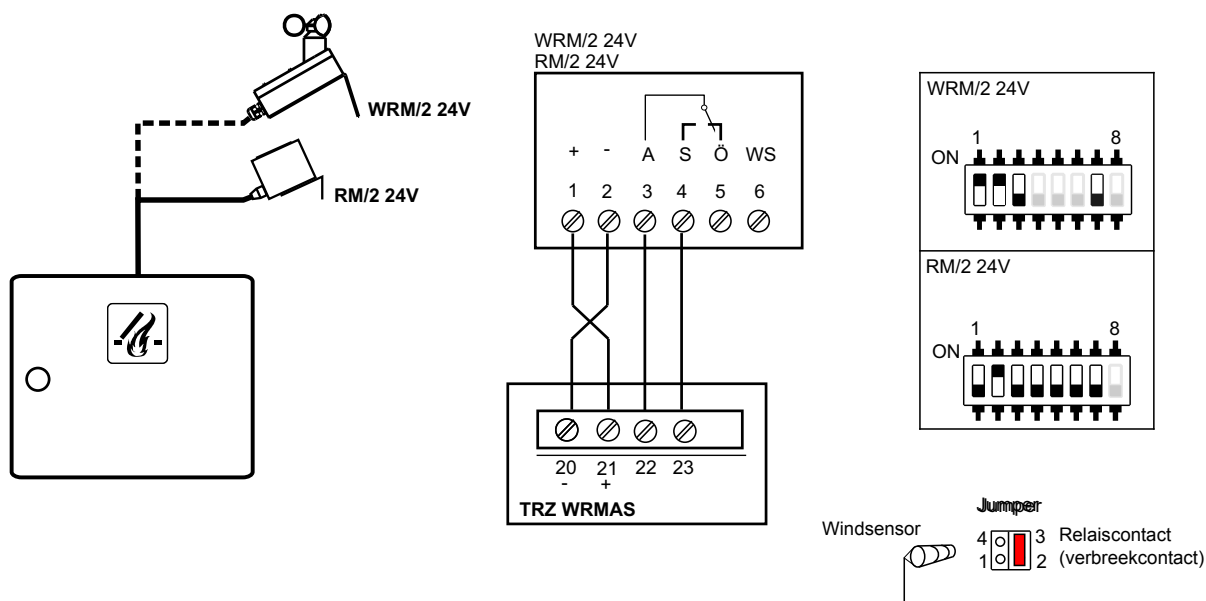 WRM/2 24V
RM/2 24V
WRM/2 24V
RM/2 24V
+ - A S Ö WS
1 2 3 4 5 6
20 21 22 23
- +
TRZ WRMAS
WRM/2 24V
1 8
ON
RM/2 24V
1 8
ON
Jumper
Windsensor
4 3 Relaiscontact
1 2 (verbreekcontact)